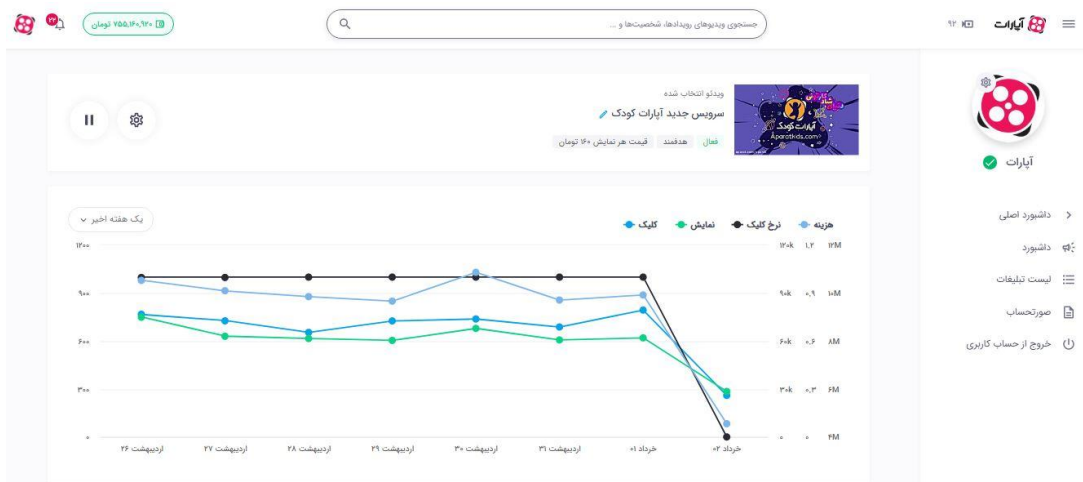 آپارات
۹۲
جستجوی ویدیوهای رویدادها، شخصیت‌ها و ...
۷۵۵,۱۶۰,۹۲۰ تومان
۲۲
آپارات
داشبورد اصلی
داشبورد
لیست تبلیغات
صورتحساب
خروج از حساب کاربری
ویدئو انتخاب شده
سرویس جدید آپارات کودک
فعال هدفمند قیمت هر نمایش ۱۶۰ تومان
آپارات کودک
Aparatkids.com
یک هفته اخیر
هزینه نرخ کلیک نمایش کلیک
۱۲M ۱,۲ ۱۲۰k ۱۲۰۰
۱۰M ۰,۹ ۹۰k ۹۰۰
۸M ۰,۶ ۶۰k ۶۰۰
۶M ۰,۳ ۳۰k ۳۰۰
۴M ۰ ۰ ۰
اردیبهشت ۲۶ اردیبهشت ۲۷ اردیبهشت ۲۸ اردیبهشت ۲۹ اردیبهشت ۳۰ اردیبهشت ۳۱ خرداد ۰۱ خرداد ۰۲